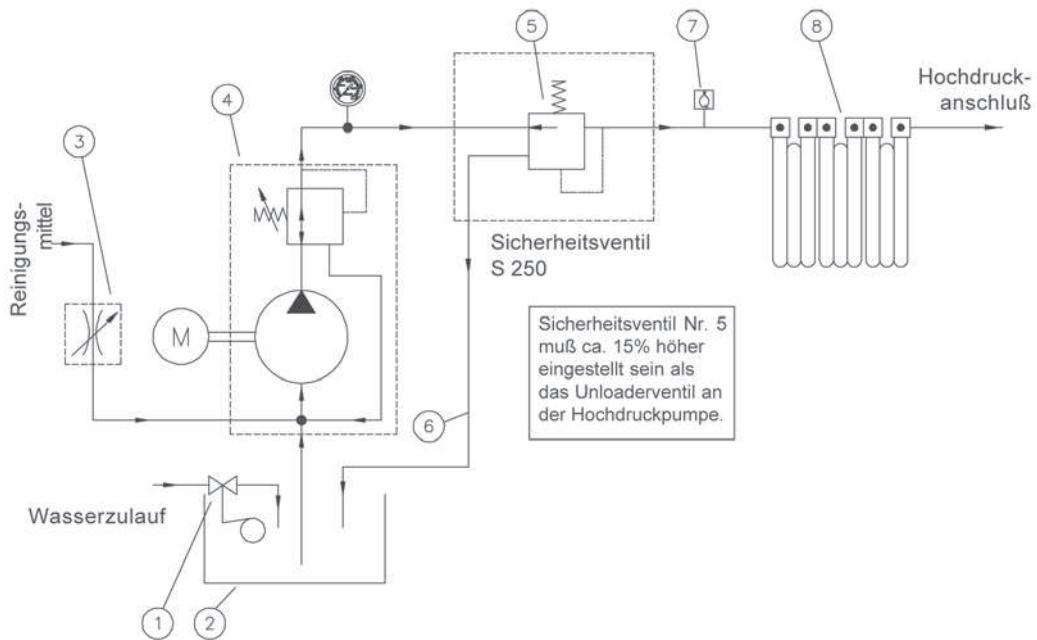 5
7
8
Hochdruck-
anschluß
4
3
Reinigungs-
mittel
Sicherheitsventil
S 250
M
Sicherheitsventil Nr. 5
muß ca. 15% höher
eingestellt sein als
das Unloaderventil an
der Hochdruckpumpe.
6
Wasserzulauf
1
2